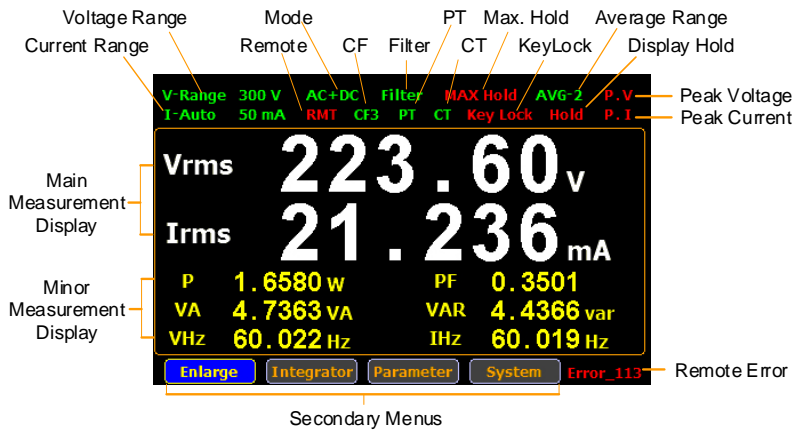 Voltage Range Mode PT Max. Hold Average Range
Current Range Remote CF Filter CT KeyLock Display Hold
V-Range 300 V AC+DC Filter MAX Hold AVG-2 P.V Peak Voltage
I-Auto 50 mA RMT CF3 PT CT Key Lock Hold P.I Peak Current
Vrms 223.60 V
Main
Measurement
Display
Irms 21.236 mA
Minor
Measurement
Display
P 1.6580 W PF 0.3501
VA 4.7363 VA VAR 4.4366 var
VHz 60.022 Hz IHz 60.019 Hz
Enlarge Integrator Parameter System Error_113 Remote Error
Secondary Menus